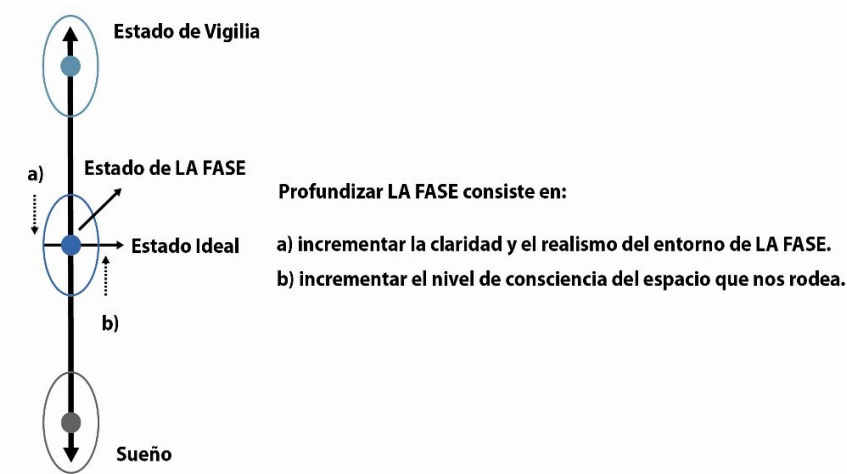 Estado de Vigilia
Estado de LA FASE
a)
Profundizar LA FASE consiste en:
Estado Ideal
a) incrementar la claridad y el realismo del entorno de LA FASE.
b) incrementar el nivel de consciencia del espacio que nos rodea.
b)
Sueño